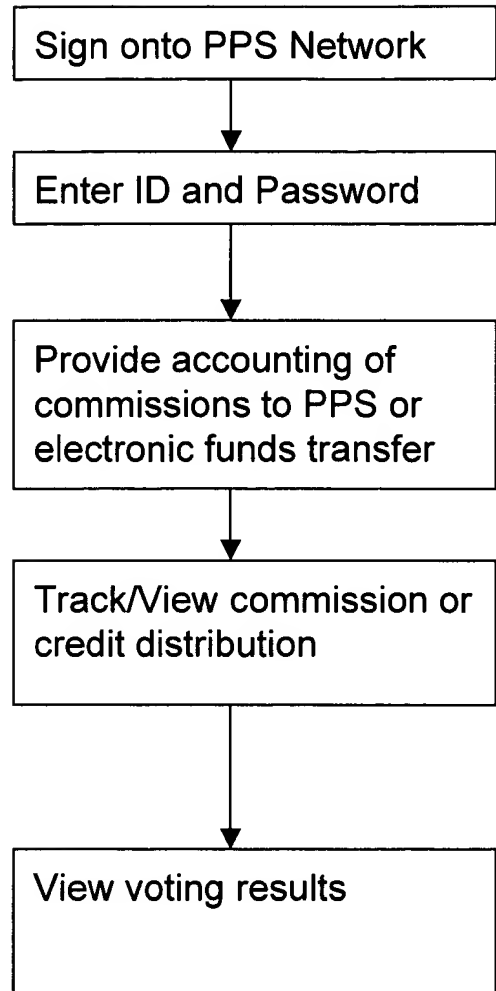 Sign onto PPS Network
Enter ID and Password
Provide accounting of
commissions to PPS or
electronic funds transfer
Track/View commission or
credit distribution
View voting results